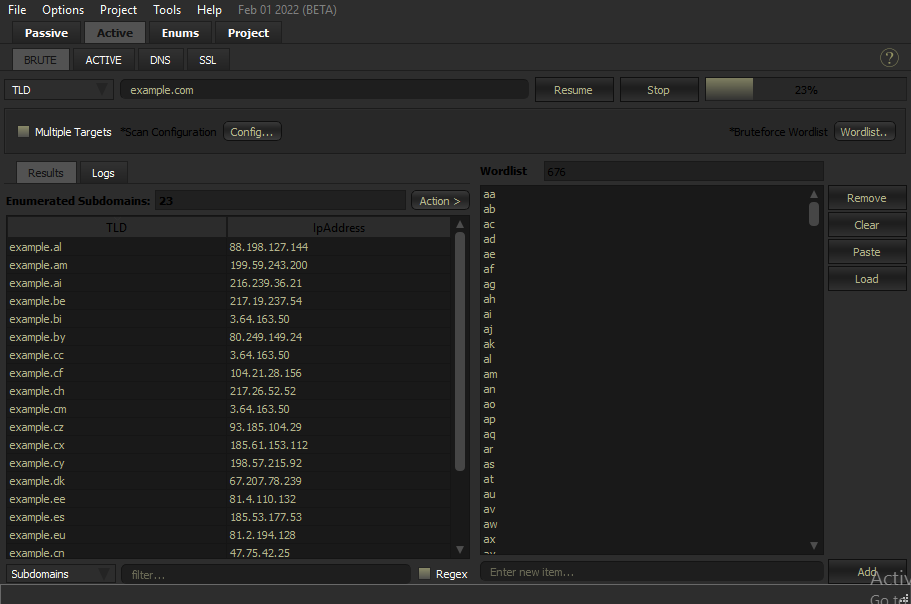 File Options Project Tools Help Feb 01 2022 (BETA)
Passive Active Enums Project
BRUTE ACTIVE DNS SSL ?
TLD example.com Resume Stop 23%
Multiple Targets *Scan Configuration Config... *Bruteforce Wordlist Wordlist..
Results Logs
Wordlist 676
Enumerated Subdomains: 23 Action >
TLD IpAddress
example.al 88.198.127.144
example.am 199.59.243.200
example.ai 216.239.36.21
example.be 217.19.237.54
example.bi 3.64.163.50
example.by 80.249.149.24
example.cc 3.64.163.50
example.cf 104.21.28.156
example.ch 217.26.52.52
example.cm 3.64.163.50
example.cz 93.185.104.29
example.cx 185.61.153.112
example.cy 198.57.215.92
example.dk 67.207.78.239
example.ee 81.4.110.132
example.es 185.53.177.53
example.eu 81.2.194.128
example.cn 47.75.42.25
Subdomains filter... Regex
aa
ab
ac
ad
ae
af
ag
ah
ai
aj
ak
al
am
an
ao
ap
aq
ar
as
at
au
av
aw
ax
Enter new item...
Remove
Clear
Paste
Load
Add
Activ
Go t